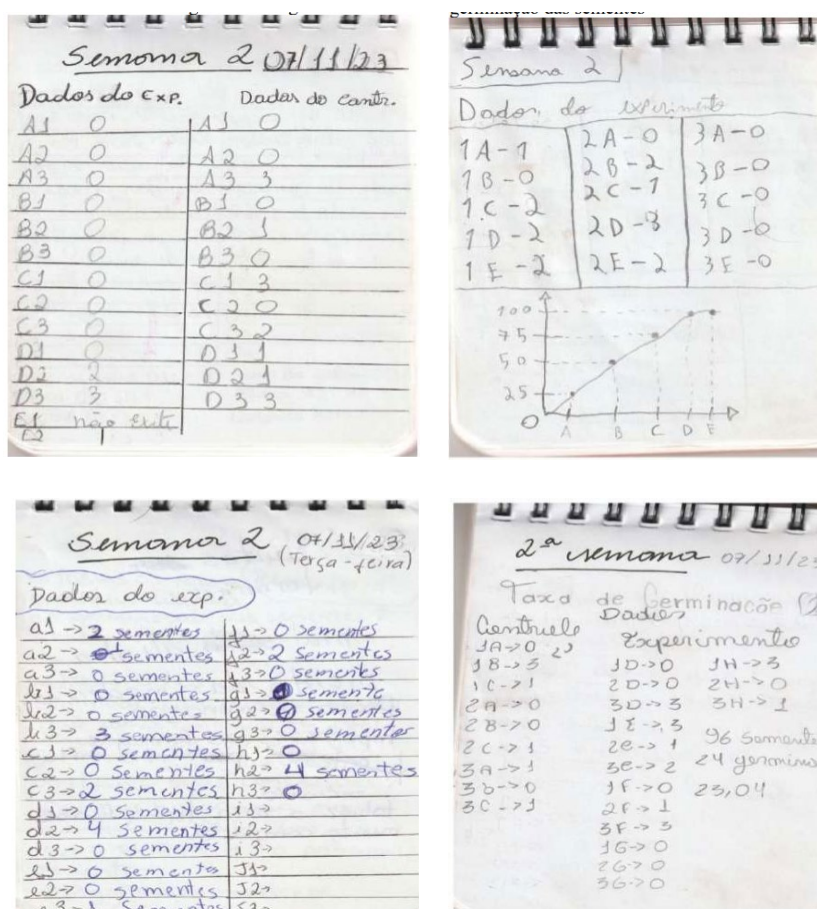 germinação das sementes
Semana 2 07/11/23
Dados do Exp. Dados do contr.
A1 0 A1 0
A2 0 A2 0
A3 0 A3 3
B1 0 B1 0
B2 0 B2 1
B3 0 B3 0
C1 0 C1 3
C2 0 C2 0
C3 0 C3 2
D1 0 D1 1
D2 2 D2 1
D3 3 D3 3
E1 não exite
E2
Semana 2
Dados do experimento
1A-1 2A-0 3A-0
1B-0 2B-2 3B-0
1.C-2 2C-1 3C-0
1D-2 2D-3 3D-0
1E-2 2E-2 3E-0
100
75
50
25
0 A B C D E
Semana 2 07/11/23
(Terça-feira)
Dados do exp.
a1 → 2 sementes f1 → 0 sementes
a2 → sementes f2 → 2 sementes
a3 → 0 sementes f3 → 0 sementes
b1 → 0 sementes g1 → semente
b2 → 0 sementes g2 → 0 sementes
b3 → 3 sementes g3 → 0 sementes
c1 → 0 sementes h1 → 0
c2 → 0 sementes h2 → 4 sementes
c3 → 2 sementes h3 → 0
d1 → 0 sementes i1 →
d2 → 4 sementes i2 →
d3 → 0 sementes i3 →
e1 → 0 sementes J1 →
e2 → 0 sementes J2 →
2ª semana 07/11/23
Taxa de Germinacõe
Dados
Controle Experimento
1A->0 1D->0 1H->3
1B->3 2D->0 2H->0
1C->1 3D->3 3H->1
2A->0 1E->3
2B->0 2e->1 96 semente
2C->1 3e->2 24 germina
3A->1 1F->0 23,04
3b->0 2F->1
3C->1 3F->3
1G->0
2G->0
3G->0